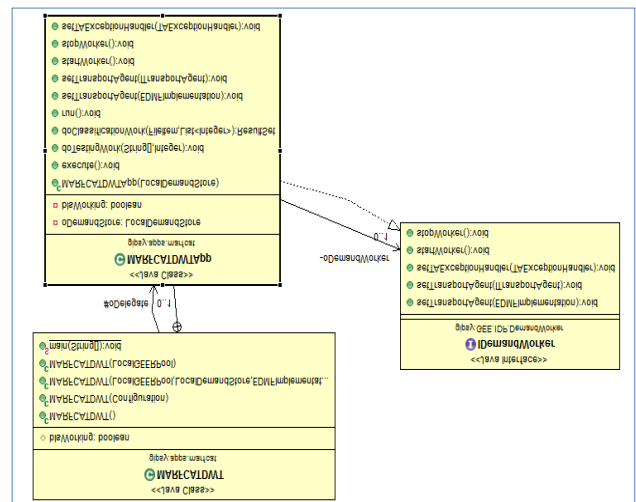 <<Java Class>>
MARFCATDWT
gipsy.apps.marfcat
bIsWorking: boolean
MARFCATDWT()
MARFCATDWT(Configuration)
MARFCATDWT(LocalGEERPool,LocalDemandStore,EDMFImplementat...
MARFCATDWT(LocalGEERPool)
main(String[]):void
<<Java Interface>>
IDemandWorker
gipsy.GEE.IDP.DemandWorker
setTransportAgent(EDMFImplementation):void
setTransportAgent(ITransportAgent):void
setTAExceptionHandler(TAExceptionHandler):void
startWorker():void
stopWorker():void
#oDelegate 0..1
-oDemandWorker
0..1
<<Java Class>>
MARFCATDWTApp
gipsy.apps.marfcat
oDemandStore: LocalDemandStore
bIsWorking: boolean
MARFCATDWTApp(LocalDemandStore)
execute():void
doTestingWork(String[],Integer):void
doClassificationWork(FileItem,List<Integer>):ResultSet
run():void
setTransportAgent(EDMFImplementation):void
setTransportAgent(ITransportAgent):void
startWorker():void
stopWorker():void
setTAExceptionHandler(TAExceptionHandler):void